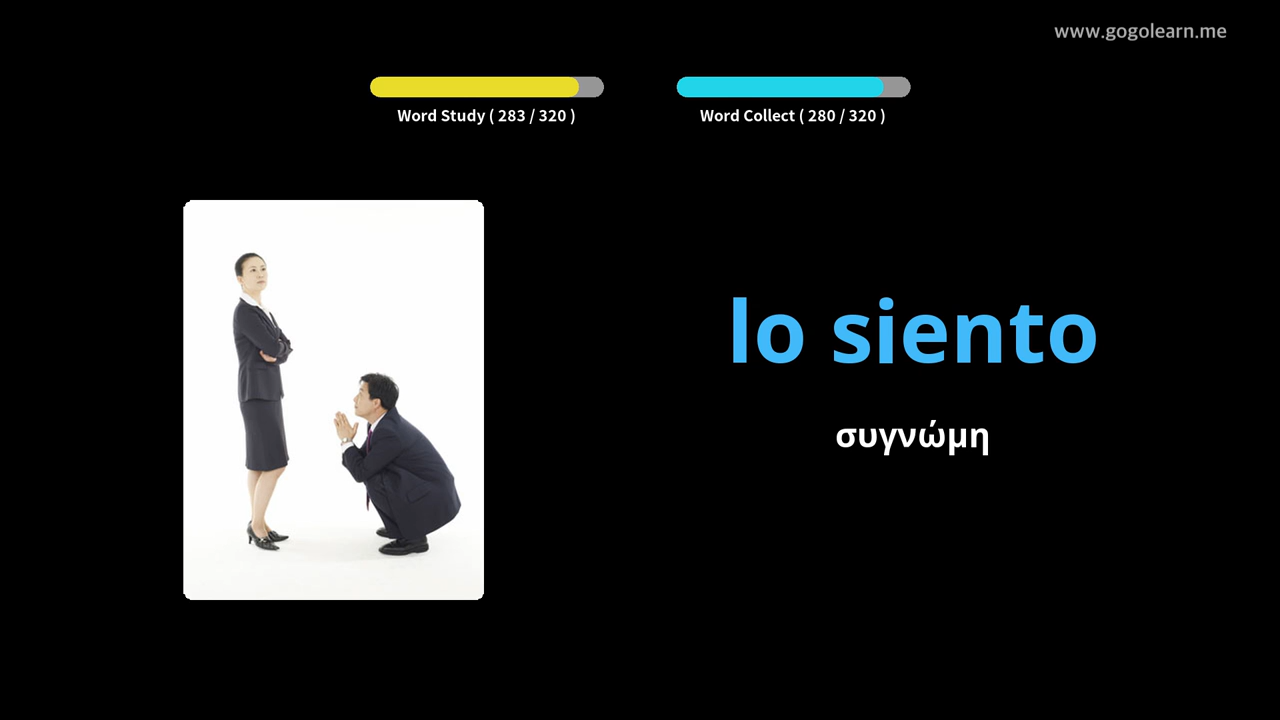 www.gogolearn.me
Word Study ( 283 / 320 )
Word Collect ( 280 / 320 )
lo siento
συγνώμη